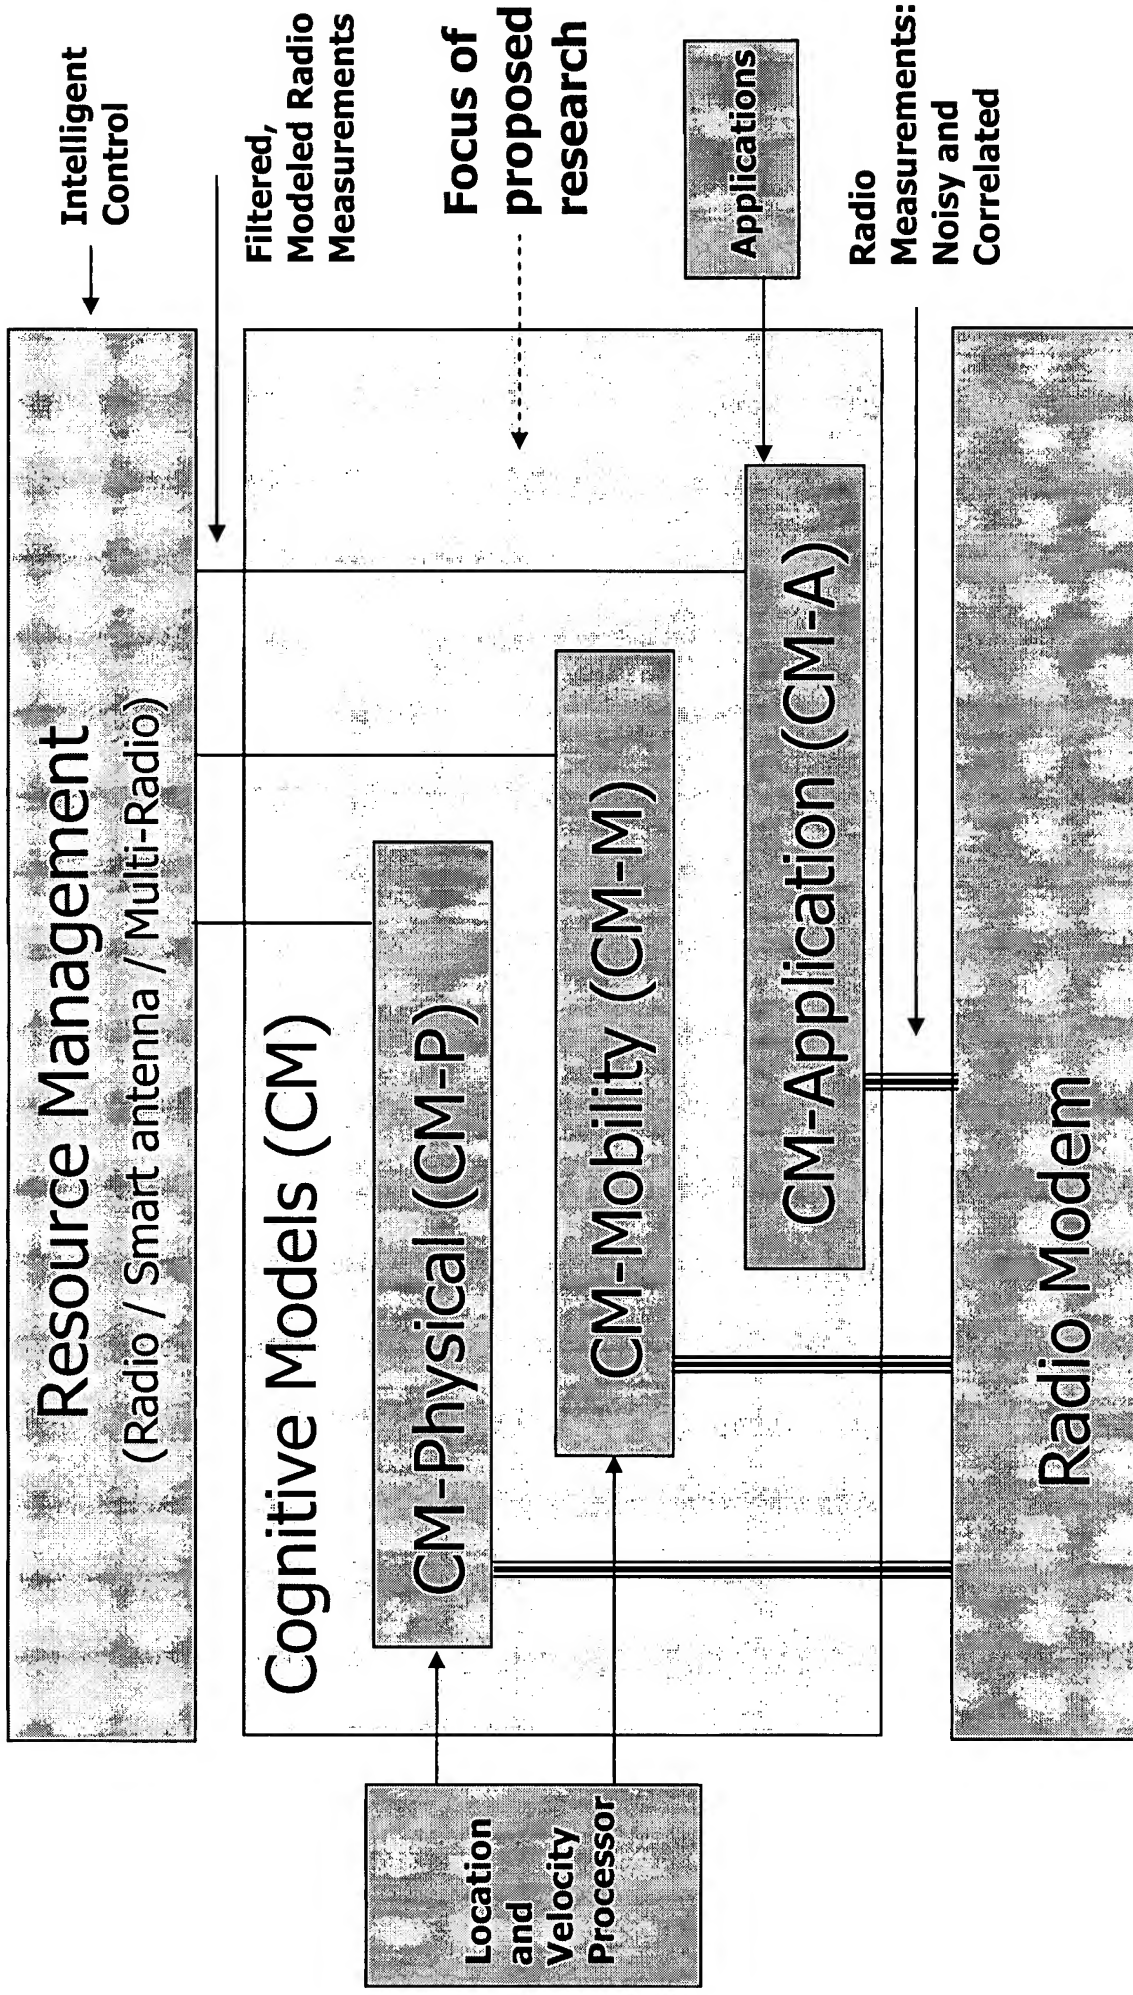 Resource Management
(Radio / Smart antenna / Multi-Radio)
Intelligent
Control
Filtered,
Modeled Radio
Measurements
Cognitive Models (CM)
Focus of
proposed
research
CM-Physical (CM-P)
Location
and
Velocity
Processor
CM-Mobility (CM-M)
Applications
CM-Application (CM-A)
Radio
Measurements:
Noisy and
Correlated
Radio Modem